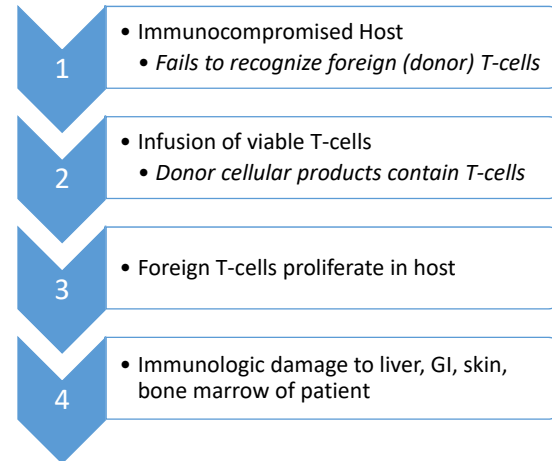 1
• Immunocompromised Host
• Fails to recognize foreign (donor) T-cells
2
• Infusion of viable T-cells
• Donor cellular products contain T-cells
3
• Foreign T-cells proliferate in host
4
• Immunologic damage to liver, GI, skin,
bone marrow of patient